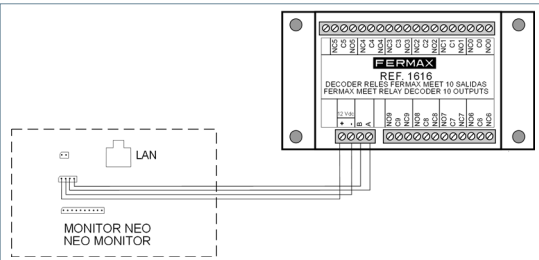 NC5 C5 NO5 NC4 C4 NO4 NC3 C3 NO3 NC2 C2 NO2 NC1 C1 NO1 NC0 C0 NO0
FERMAX
REF. 1616
DECODER RELES FERMAX MEET 10 SALIDAS
FERMAX MEET RELAY DECODER 10 OUTPUTS
12 Vdc
+ - B A
NO9 C9 NC9 NO8 C8 NC8 NO7 C7 NC7 NO6 C6 NC6
LAN
MONITOR NEO
NEO MONITOR